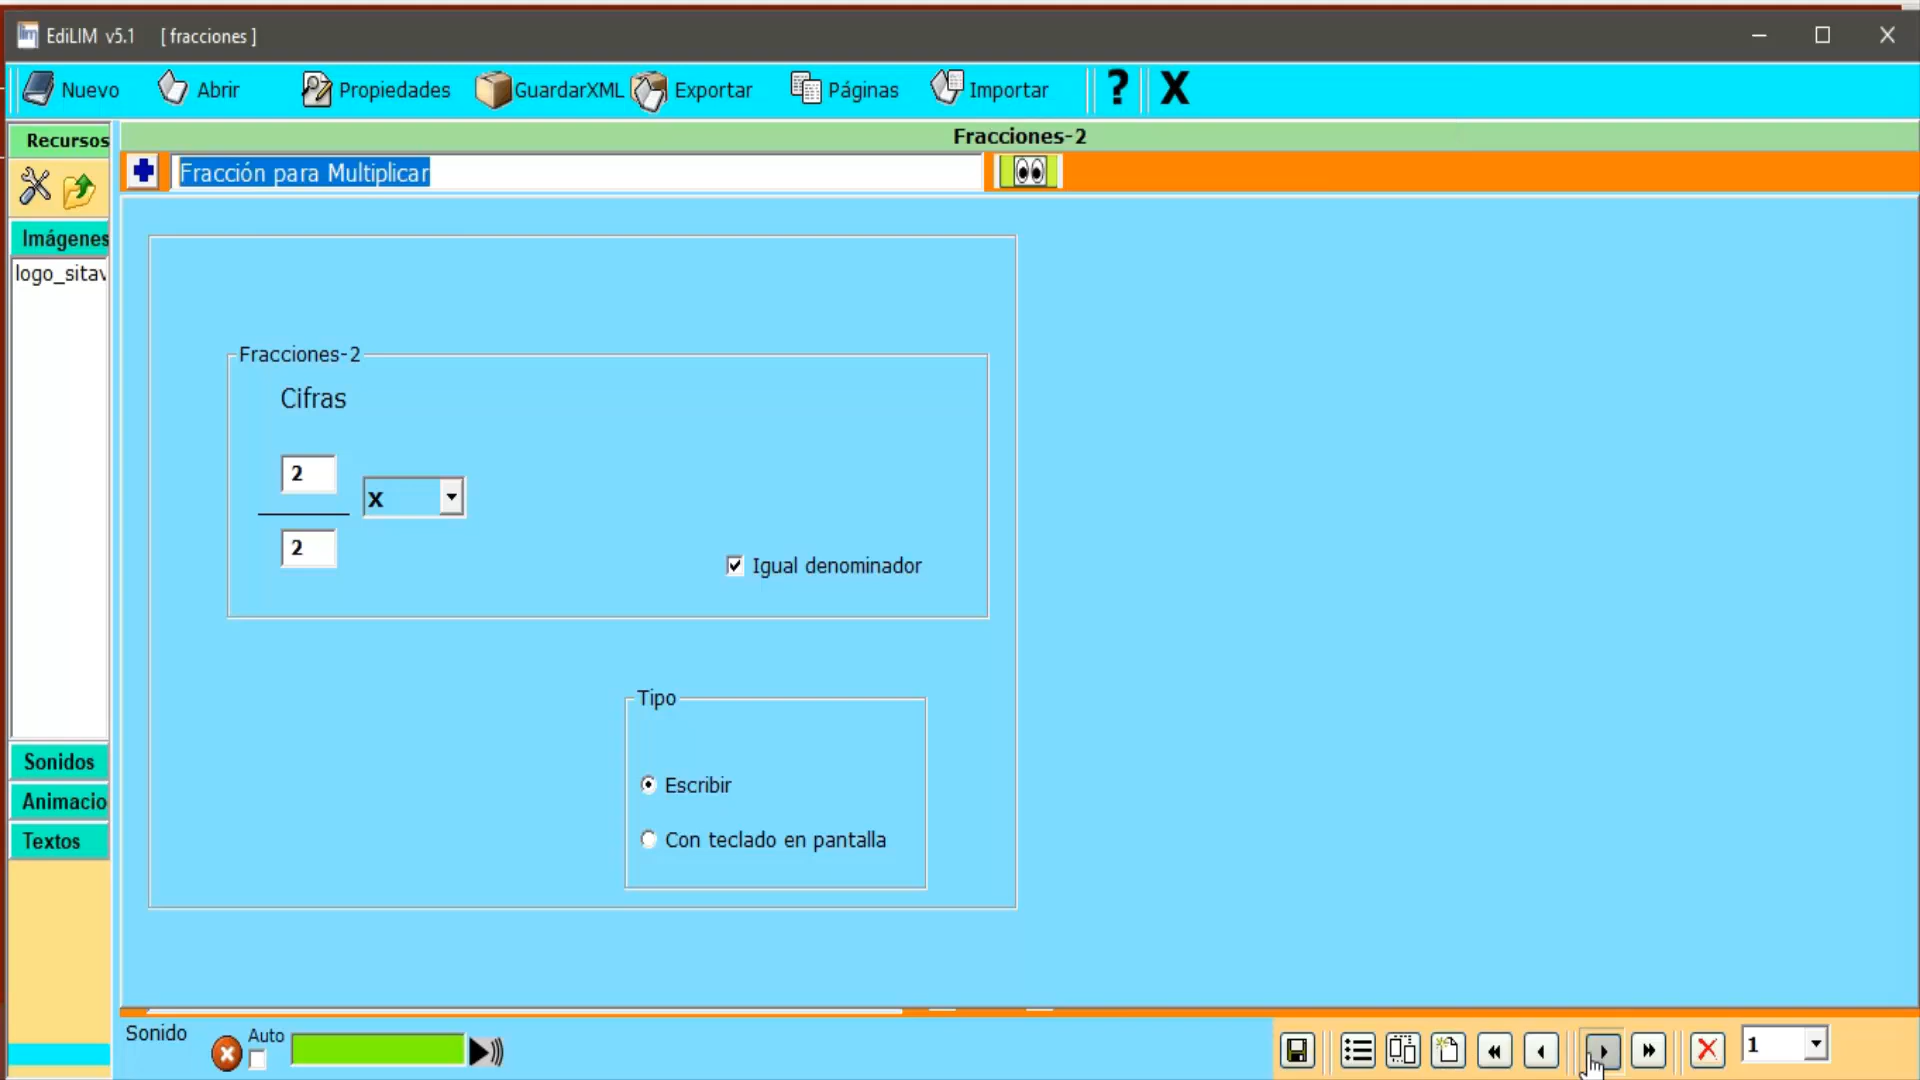 EdiLIM v5.1 [ fracciones ]
Nuevo Abrir Propiedades GuardarXML Exportar Páginas Importar ? X
Recursos
Fracciones-2
Fracción para Multiplicar
Imágenes
logo_sitav
Fracciones-2
Cifras
2
x
2
Igual denominador
Tipo
Escribir
Con teclado en pantalla
Sonidos
Animacio
Textos
Sonido
Auto
1